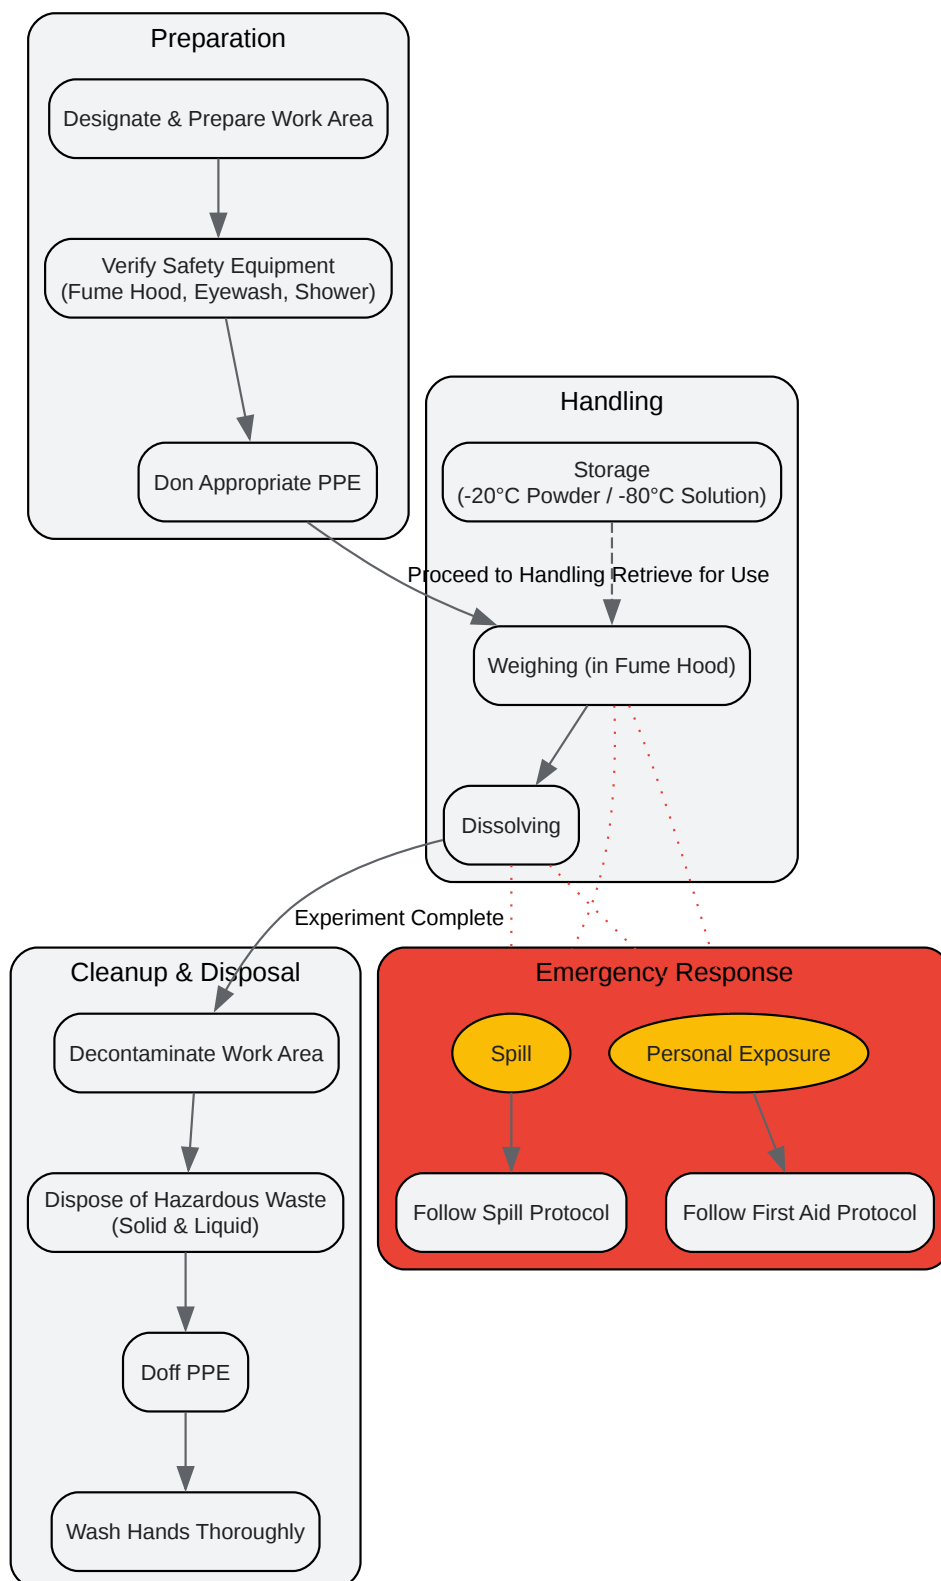 Preparation
Designate & Prepare Work Area
Verify Safety Equipment
(Fume Hood, Eyewash, Shower)
Don Appropriate PPE
Handling
Storage
(-20°C Powder / -80°C Solution)
Proceed to Handling
Retrieve for Use
Weighing (in Fume Hood)
Dissolving
Experiment Complete
Cleanup & Disposal
Decontaminate Work Area
Dispose of Hazardous Waste
(Solid & Liquid)
Doff PPE
Wash Hands Thoroughly
Emergency Response
Spill
Personal Exposure
Follow Spill Protocol
Follow First Aid Protocol